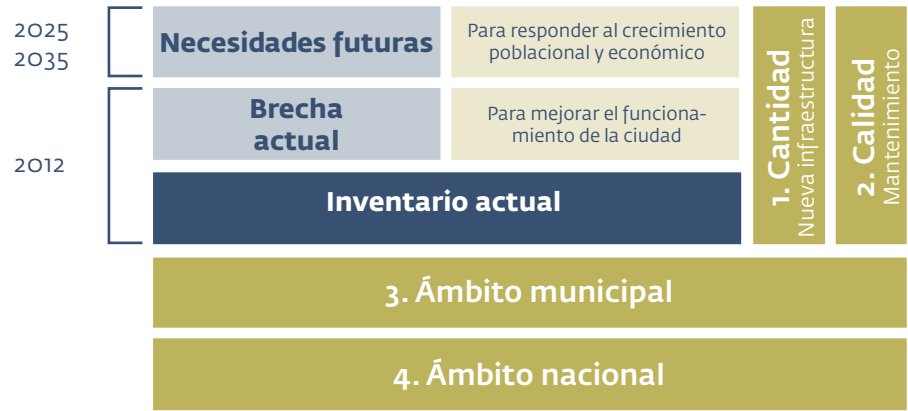 2025
2035
Necesidades futuras
Para responder al crecimiento
poblacional y económico
2012
Brecha
actual
Para mejorar el funciona-
miento de la ciudad
Inventario actual
1. Cantidad
Nueva infraestructura
2. Calidad
Mantenimiento
3. Ámbito municipal
4. Ámbito nacional